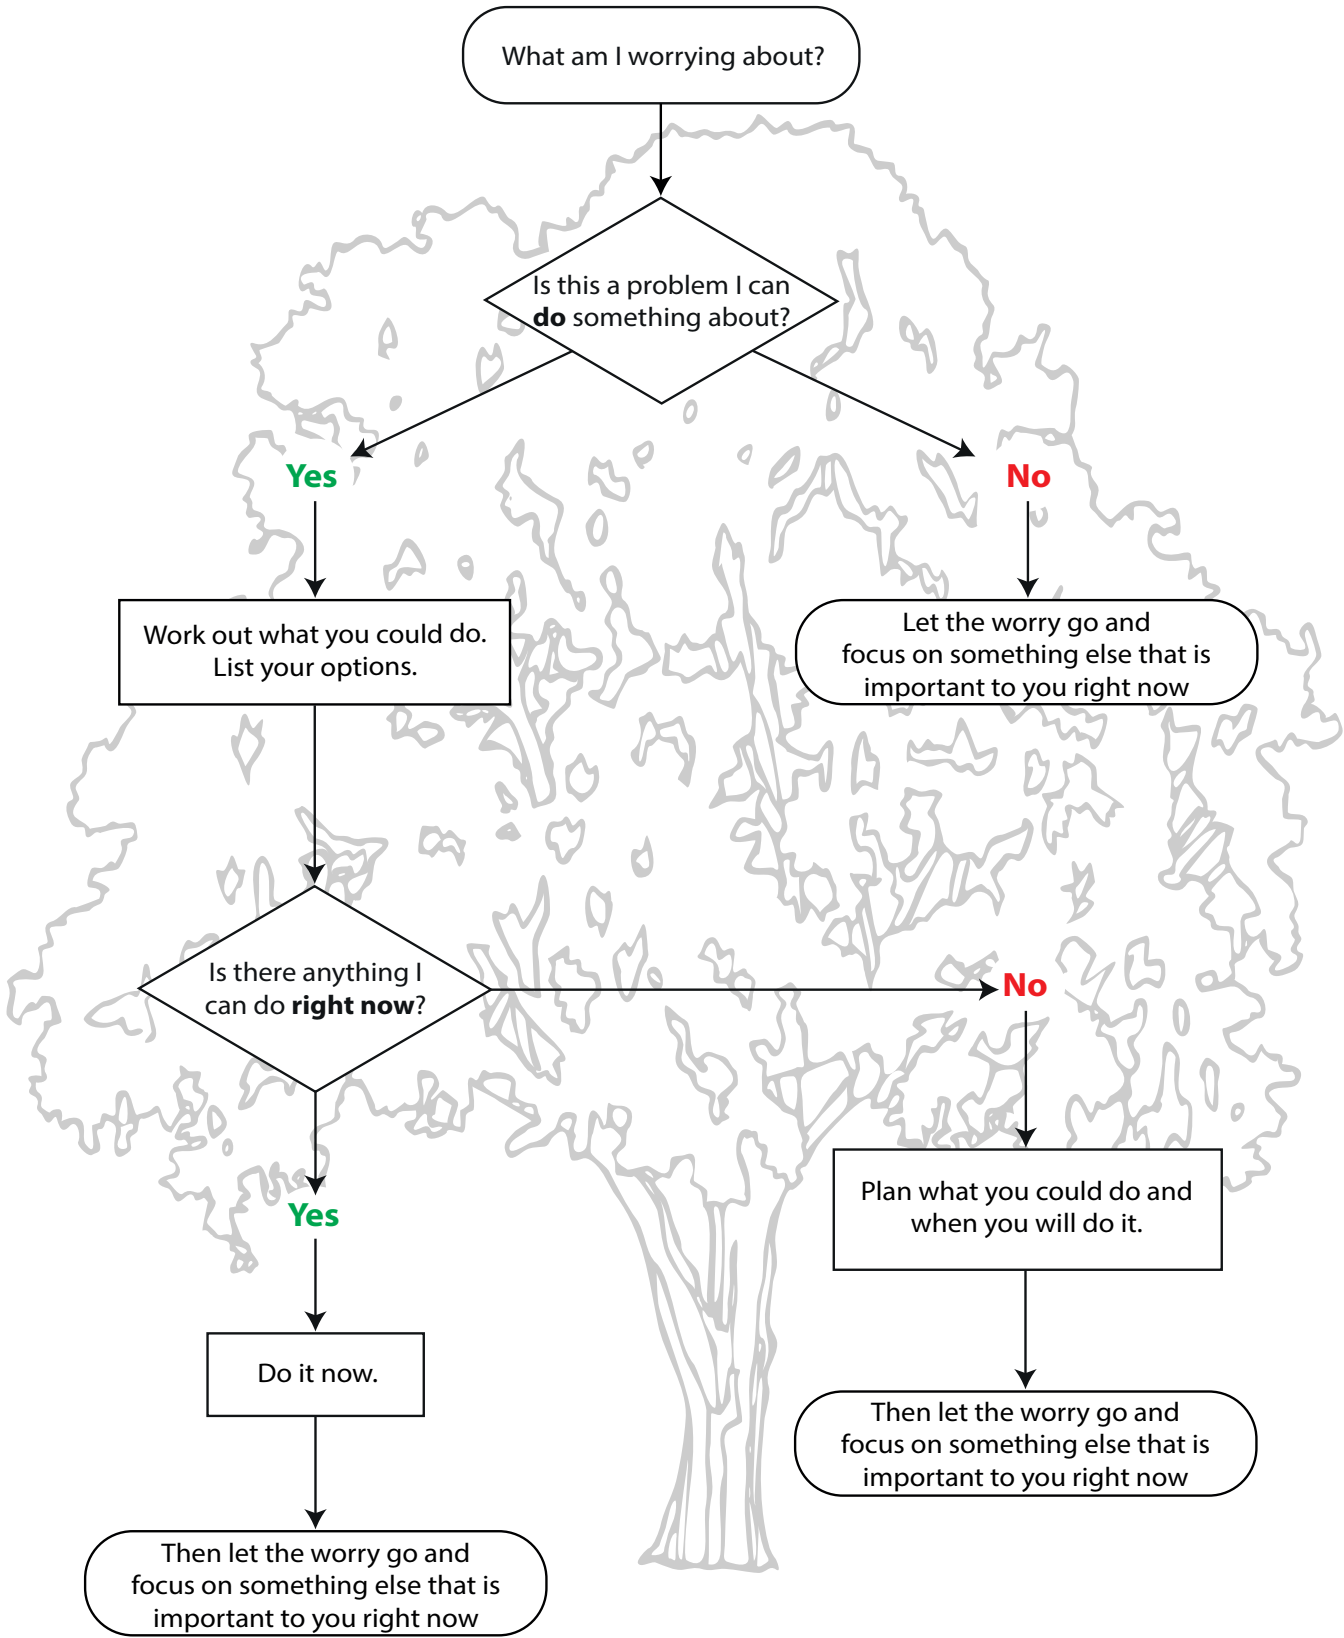 What am I worrying about?
Is this a problem I can
do something about?
Yes
No
Work out what you could do.
List your options.
Let the worry go and
focus on something else that is
important to you right now
Is there anything I
can do right now?
No
Yes
Plan what you could do and
when you will do it.
Do it now.
Then let the worry go and
focus on something else that is
important to you right now
Then let the worry go and
focus on something else that is
important to you right now